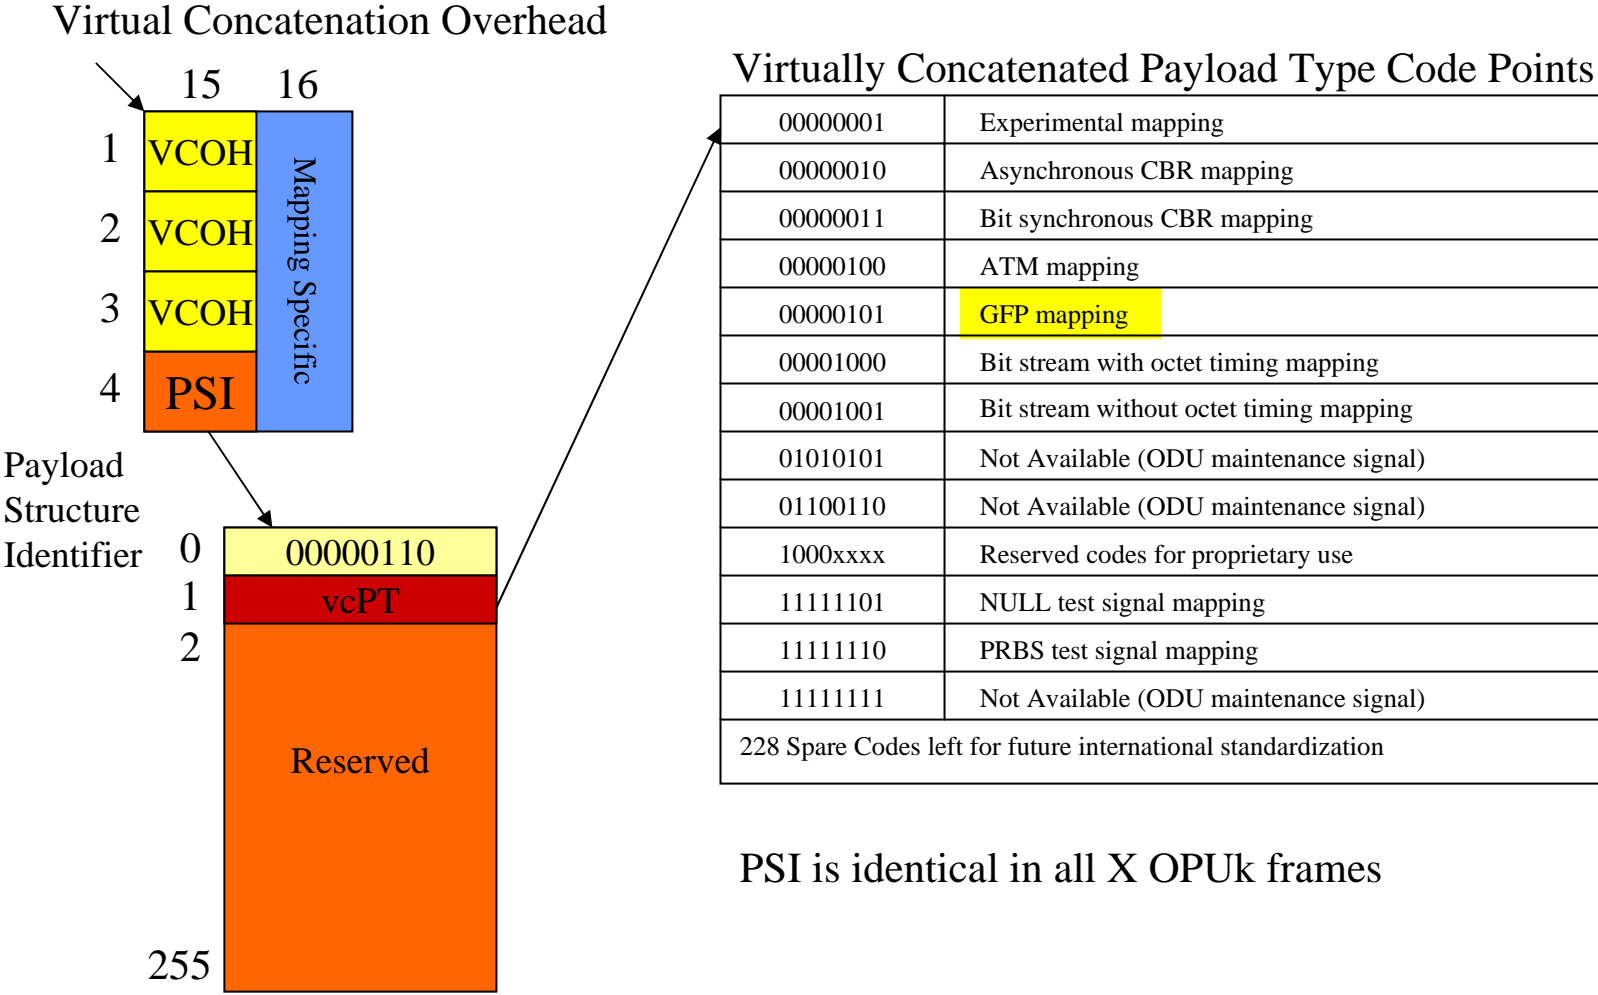 Virtual Concatenation Overhead
15 16
1 VCOH
2 VCOH
3 VCOH
4 PSI
Mapping Specific
Payload
Structure
Identifier
0 00000110
1 vcPT
2
Reserved
255
Virtually Concatenated Payload Type Code Points
00000001 Experimental mapping
00000010 Asynchronous CBR mapping
00000011 Bit synchronous CBR mapping
00000100 ATM mapping
00000101 GFP mapping
00001000 Bit stream with octet timing mapping
00001001 Bit stream without octet timing mapping
01010101 Not Available (ODU maintenance signal)
01100110 Not Available (ODU maintenance signal)
1000xxxx Reserved codes for proprietary use
11111101 NULL test signal mapping
11111110 PRBS test signal mapping
11111111 Not Available (ODU maintenance signal)
228 Spare Codes left for future international standardization
PSI is identical in all X OPUk frames